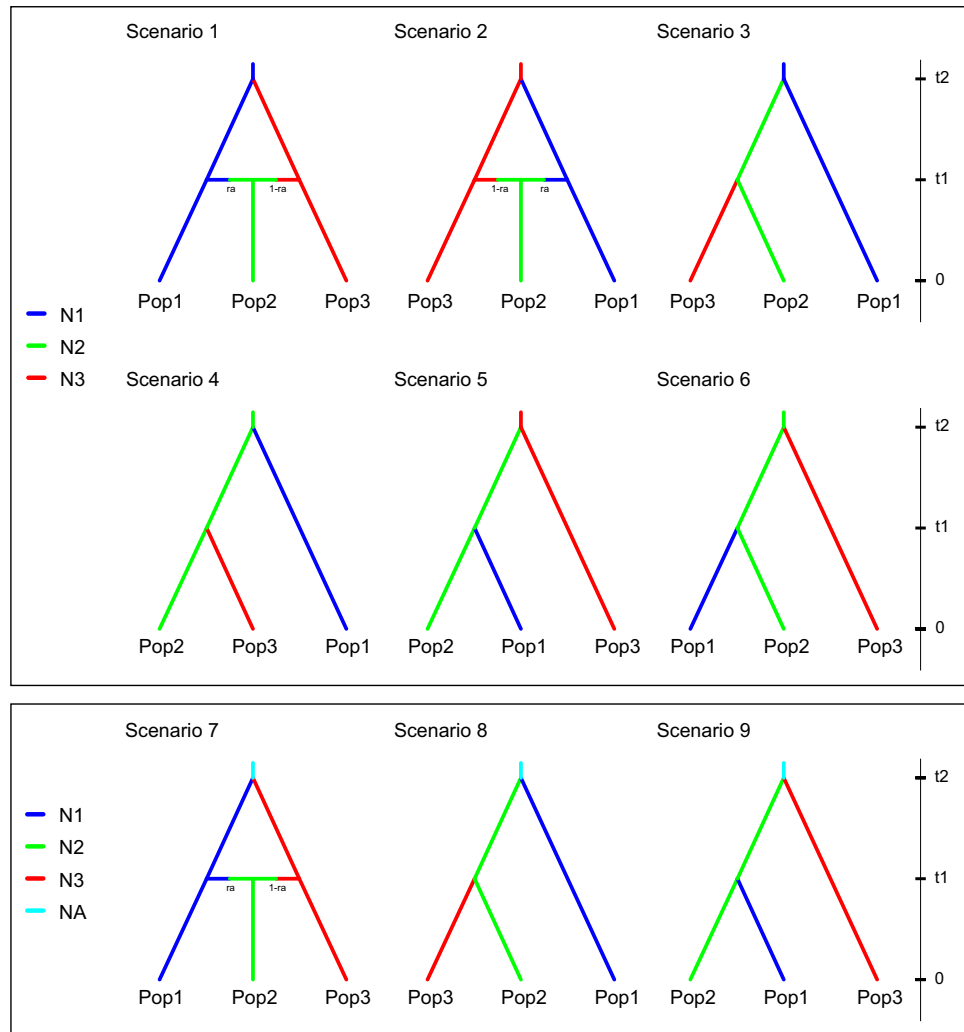 Scenario 1 Scenario 2 Scenario 3
t2
ra 1-ra 1-ra ra t1
0
Pop1 Pop2 Pop3 Pop3 Pop2 Pop1 Pop3 Pop2 Pop1
N1
N2
N3
Scenario 4 Scenario 5 Scenario 6
t2
t1
0
Pop2 Pop3 Pop1 Pop2 Pop1 Pop3 Pop1 Pop2 Pop3
Scenario 7 Scenario 8 Scenario 9
t2
N1
N2
N3
NA
ra 1-ra t1
0
Pop1 Pop2 Pop3 Pop3 Pop2 Pop1 Pop2 Pop1 Pop3